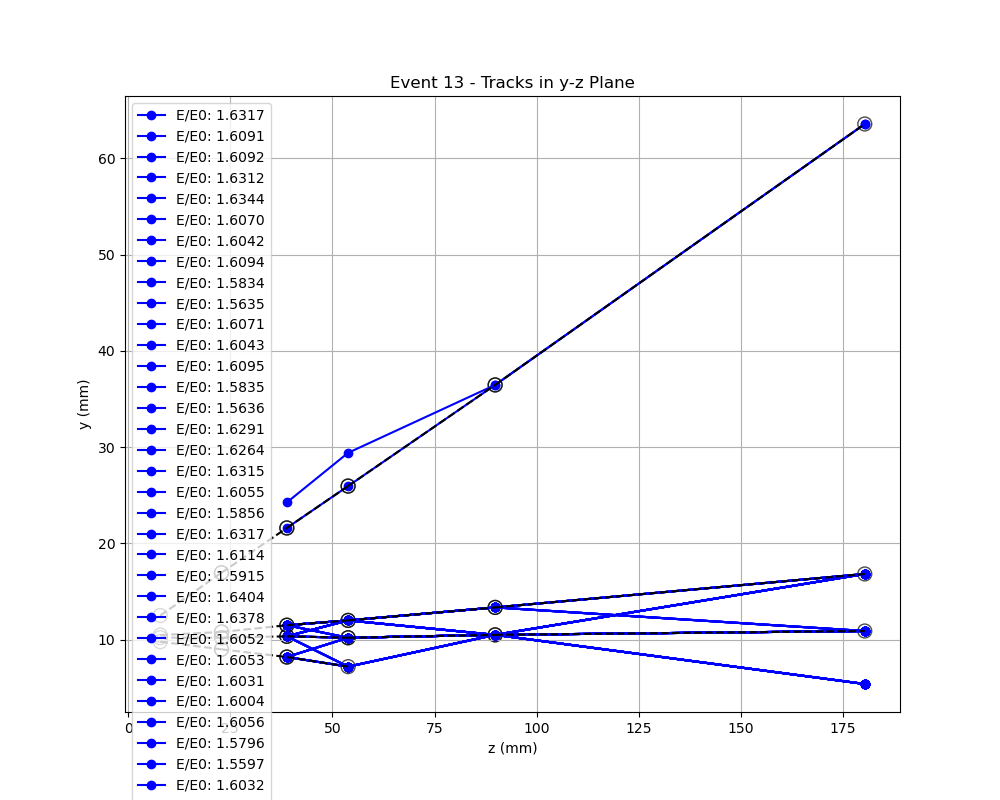 Event 13 - Tracks in y-z Plane
E/E0: 1.6317
E/E0: 1.6091
E/E0: 1.6092
E/E0: 1.6312
E/E0: 1.6344
E/E0: 1.6070
E/E0: 1.6042
E/E0: 1.6094
E/E0: 1.5834
E/E0: 1.5635
E/E0: 1.6071
E/E0: 1.6043
E/E0: 1.6095
E/E0: 1.5835
E/E0: 1.5636
E/E0: 1.6291
E/E0: 1.6264
E/E0: 1.6315
E/E0: 1.6055
E/E0: 1.5856
E/E0: 1.6317
E/E0: 1.6114
E/E0: 1.5915
E/E0: 1.6404
E/E0: 1.6378
E/E0: 1.6052
E/E0: 1.6053
E/E0: 1.6031
E/E0: 1.6004
E/E0: 1.6056
E/E0: 1.5796
E/E0: 1.5597
E/E0: 1.6032
60
50
40
30
20
10
y (mm)
0 25 50 75 100 125 150 175
z (mm)